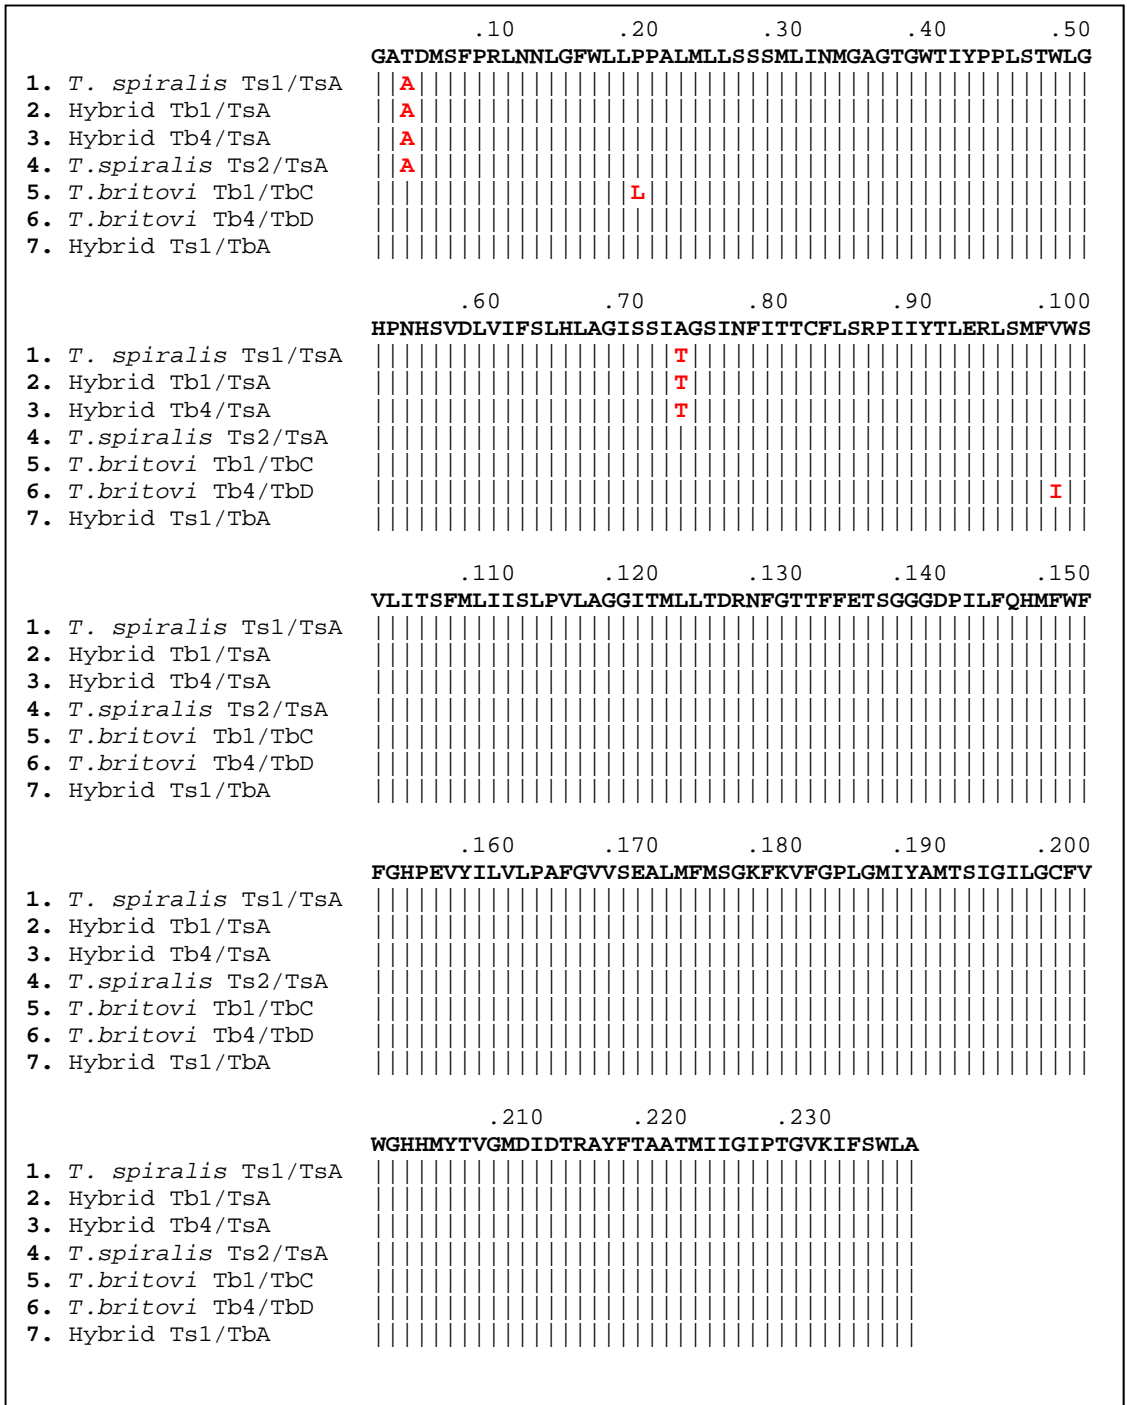 .10 .20 .30 .40 .50
GATDMSFPRLNNLGFWLLPPALMLLSSSMLINMGAGTGWTIYPPLSTWLG
1. T. spiralis Ts1/TsA ||A|||||||||||||||||||||||||||||||||||||||||||||||
2. Hybrid Tb1/TsA ||A|||||||||||||||||||||||||||||||||||||||||||||||
3. Hybrid Tb4/TsA ||A|||||||||||||||||||||||||||||||||||||||||||||||
4. T.spiralis Ts2/TsA ||A|||||||||||||||||||||||||||||||||||||||||||||||
5. T.britovi Tb1/TbC ||||||||||||||||||L|||||||||||||||||||||||||||||||
6. T.britovi Tb4/TbD ||||||||||||||||||||||||||||||||||||||||||||||||||
7. Hybrid Ts1/TbA ||||||||||||||||||||||||||||||||||||||||||||||||||
.60 .70 .80 .90 .100
HPNHSVDLVIFSLHLAGISSIAGSINFITTCFLSRPIIYTLERLSMFVWS
1. T. spiralis Ts1/TsA |||||||||||||||||||||T||||||||||||||||||||||||||||
2. Hybrid Tb1/TsA |||||||||||||||||||||T||||||||||||||||||||||||||||
3. Hybrid Tb4/TsA |||||||||||||||||||||T||||||||||||||||||||||||||||
4. T.spiralis Ts2/TsA ||||||||||||||||||||||||||||||||||||||||||||||||||
5. T.britovi Tb1/TbC ||||||||||||||||||||||||||||||||||||||||||||||||||
6. T.britovi Tb4/TbD |||||||||||||||||||||||||||||||||||||||||||||||I||
7. Hybrid Ts1/TbA ||||||||||||||||||||||||||||||||||||||||||||||||||
.110 .120 .130 .140 .150
VLITSFMLIISLPVLAGGITMLLTDRNFGTTFFETSGGGDPILFQHMFWF
1. T. spiralis Ts1/TsA ||||||||||||||||||||||||||||||||||||||||||||||||||
2. Hybrid Tb1/TsA ||||||||||||||||||||||||||||||||||||||||||||||||||
3. Hybrid Tb4/TsA ||||||||||||||||||||||||||||||||||||||||||||||||||
4. T.spiralis Ts2/TsA ||||||||||||||||||||||||||||||||||||||||||||||||||
5. T.britovi Tb1/TbC ||||||||||||||||||||||||||||||||||||||||||||||||||
6. T.britovi Tb4/TbD ||||||||||||||||||||||||||||||||||||||||||||||||||
7. Hybrid Ts1/TbA ||||||||||||||||||||||||||||||||||||||||||||||||||
.160 .170 .180 .190 .200
FGHPEVYILVLPAFGVVSEALMFMSGKFKVFGPLGMIYAMTSIGILGCFV
1. T. spiralis Ts1/TsA ||||||||||||||||||||||||||||||||||||||||||||||||||
2. Hybrid Tb1/TsA ||||||||||||||||||||||||||||||||||||||||||||||||||
3. Hybrid Tb4/TsA ||||||||||||||||||||||||||||||||||||||||||||||||||
4. T.spiralis Ts2/TsA ||||||||||||||||||||||||||||||||||||||||||||||||||
5. T.britovi Tb1/TbC ||||||||||||||||||||||||||||||||||||||||||||||||||
6. T.britovi Tb4/TbD ||||||||||||||||||||||||||||||||||||||||||||||||||
7. Hybrid Ts1/TbA ||||||||||||||||||||||||||||||||||||||||||||||||||
.210 .220 .230
WGHHMYTVGMDIDTRAYFTAATMIIGIPTGVKIFSWLA
1. T. spiralis Ts1/TsA ||||||||||||||||||||||||||||||||||||||
2. Hybrid Tb1/TsA ||||||||||||||||||||||||||||||||||||||
3. Hybrid Tb4/TsA ||||||||||||||||||||||||||||||||||||||
4. T.spiralis Ts2/TsA ||||||||||||||||||||||||||||||||||||||
5. T.britovi Tb1/TbC ||||||||||||||||||||||||||||||||||||||
6. T.britovi Tb4/TbD ||||||||||||||||||||||||||||||||||||||
7. Hybrid Ts1/TbA ||||||||||||||||||||||||||||||||||||||